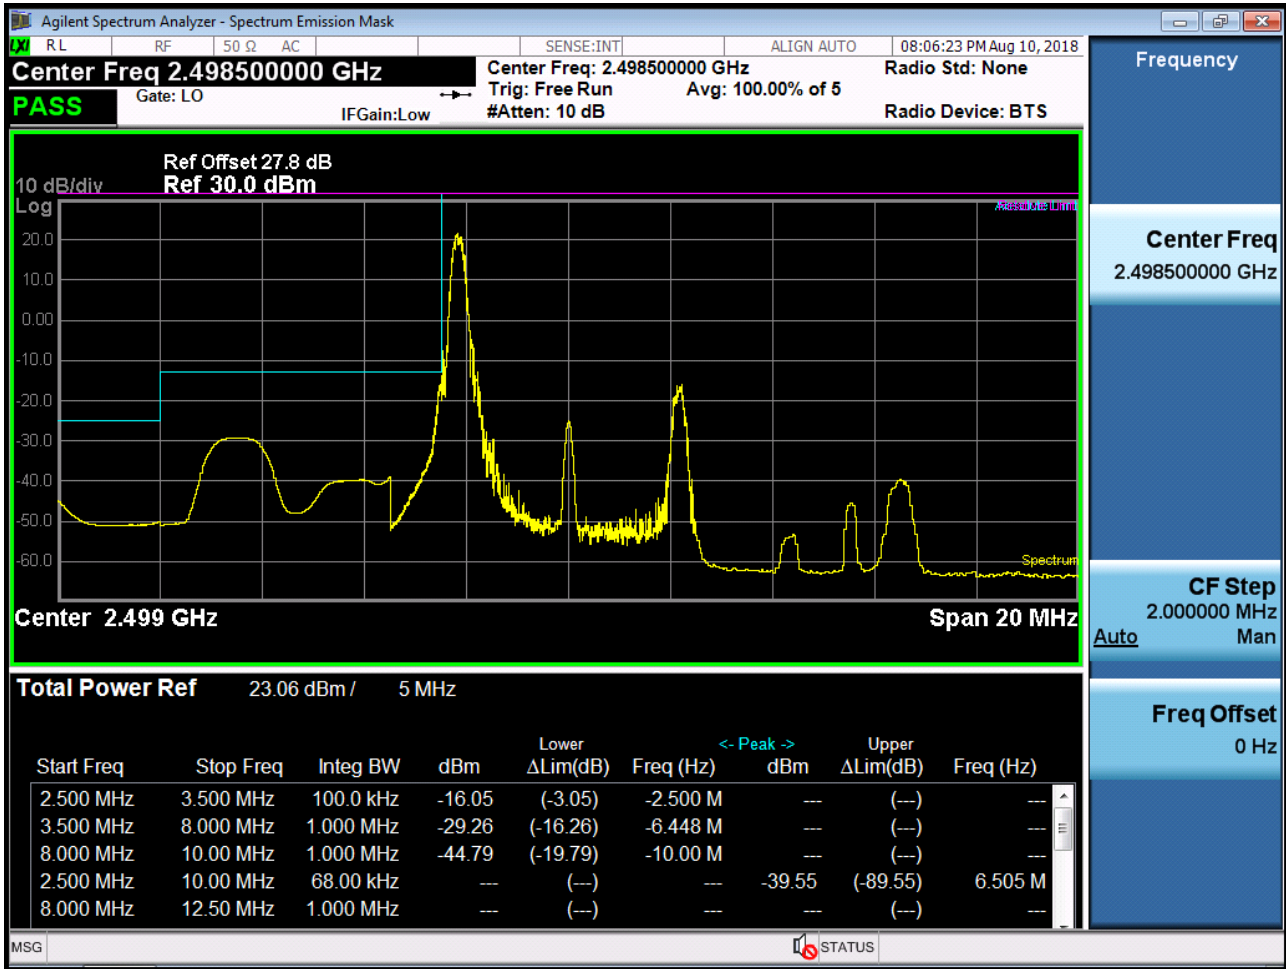 Agilent Spectrum Analyzer - Spectrum Emission Mask
LXI RL RF 50 Ω AC SENSE:INT ALIGN AUTO 08:06:23 PM Aug 10, 2018
Center Freq 2.498500000 GHz
Center Freq: 2.498500000 GHz
Radio Std: None
PASS
Gate: LO
Trig: Free Run
Avg: 100.00% of 5
IFGain:Low
#Atten: 10 dB
Radio Device: BTS
Ref Offset 27.8 dB
10 dB/div
Ref 30.0 dBm
Log
Absolute Limit
20.0
10.0
0.00
-10.0
-20.0
-30.0
-40.0
-50.0
-60.0
Spectrum
Center 2.499 GHz
Span 20 MHz
Total Power Ref 23.06 dBm / 5 MHz
Lower <- Peak -> Upper
Start Freq Stop Freq Integ BW dBm ΔLim(dB) Freq (Hz) dBm ΔLim(dB) Freq (Hz)
2.500 MHz 3.500 MHz 100.0 kHz -16.05 (-3.05) -2.500 M --- (---) ---
3.500 MHz 8.000 MHz 1.000 MHz -29.26 (-16.26) -6.448 M --- (---) ---
8.000 MHz 10.00 MHz 1.000 MHz -44.79 (-19.79) -10.00 M --- (---) ---
2.500 MHz 10.00 MHz 68.00 kHz --- (---) --- -39.55 (-89.55) 6.505 M
8.000 MHz 12.50 MHz 1.000 MHz --- (---) --- --- (---) ---
MSG
STATUS
Frequency
Center Freq
2.498500000 GHz
CF Step
2.000000 MHz
Auto Man
Freq Offset
0 Hz